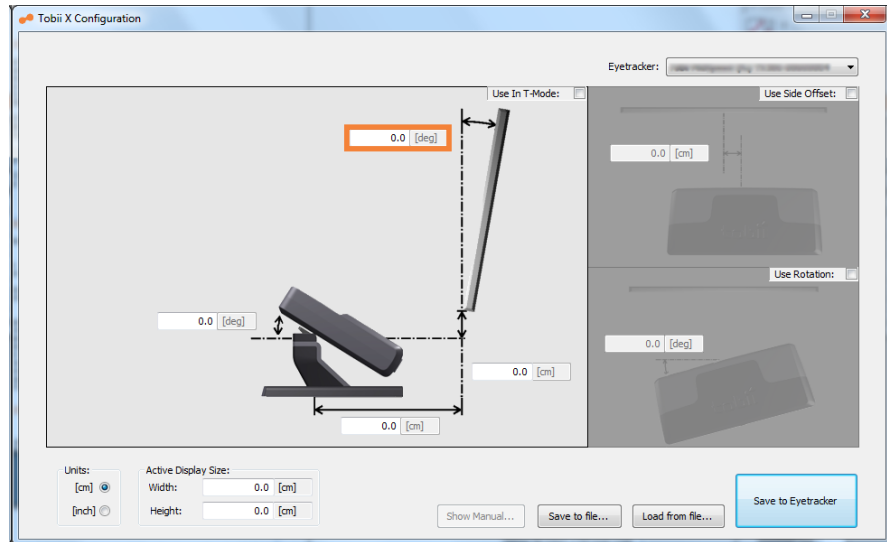 Tobii X Configuration
Eyetracker:
Use In T-Mode:
Use Side Offset:
0.0 [deg]
0.0 [cm]
Use Rotation:
0.0 [deg]
0.0 [deg]
0.0 [cm]
0.0 [cm]
Units:
[cm]
[inch]
Active Display Size:
Width: 0.0 [cm]
Height: 0.0 [cm]
Show Manual...
Save to file...
Load from file...
Save to Eyetracker